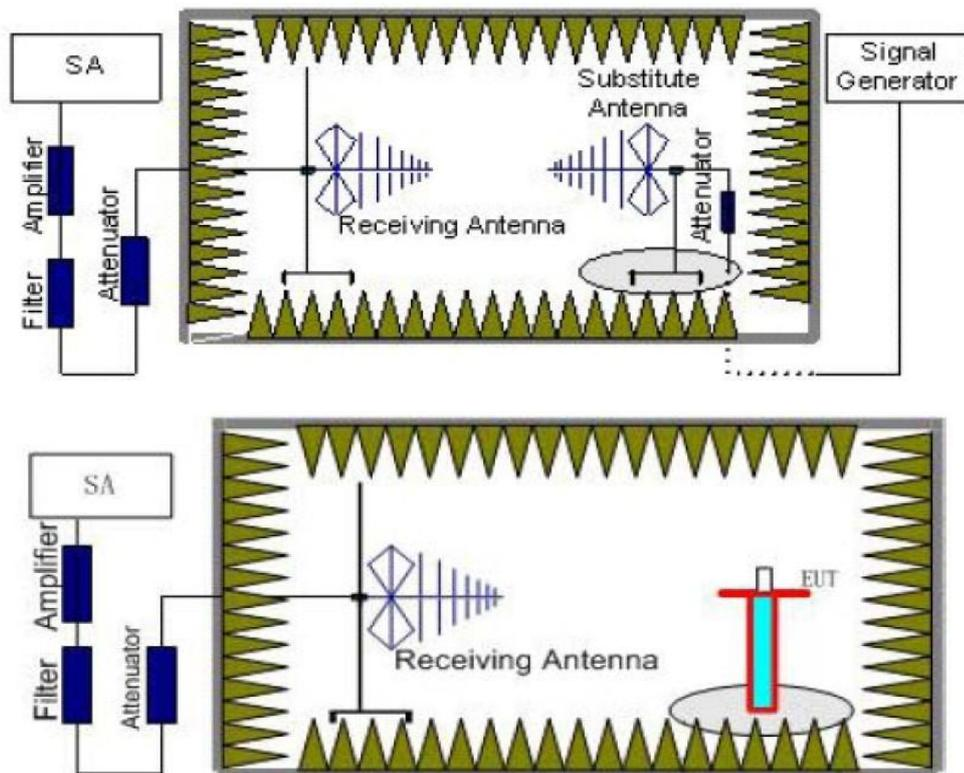 SA
Signal
Generator
Substitute
Antenna
Amplifier
Attenuator
Attenuator
Receiving Antenna
Filter
SA
Amplifier
EUT
Filter
Attenuator
Receiving Antenna